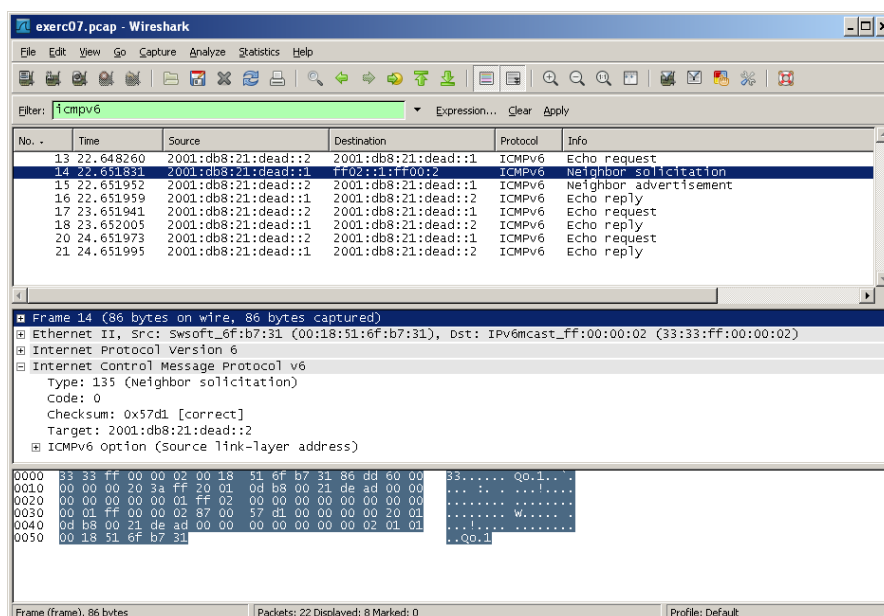 exerc07.pcap - Wireshark
File Edit View Go Capture Analyze Statistics Help
Filter: icmpv6 Expression... Clear Apply
No. . Time Source Destination Protocol Info
13 22.648260 2001:db8:21:dead::2 2001:db8:21:dead::1 ICMPv6 Echo request
14 22.651831 2001:db8:21:dead::1 ff02::1:ff00:2 ICMPv6 Neighbor solicitation
15 22.651952 2001:db8:21:dead::2 2001:db8:21:dead::1 ICMPv6 Neighbor advertisement
16 22.651959 2001:db8:21:dead::1 2001:db8:21:dead::2 ICMPv6 Echo reply
17 23.651941 2001:db8:21:dead::2 2001:db8:21:dead::1 ICMPv6 Echo request
18 23.652005 2001:db8:21:dead::1 2001:db8:21:dead::2 ICMPv6 Echo reply
20 24.651973 2001:db8:21:dead::2 2001:db8:21:dead::1 ICMPv6 Echo request
21 24.651995 2001:db8:21:dead::1 2001:db8:21:dead::2 ICMPv6 Echo reply
Frame 14 (86 bytes on wire, 86 bytes captured)
Ethernet II, Src: Swsoft_6f:b7:31 (00:18:51:6f:b7:31), Dst: IPv6mcast_ff:00:00:02 (33:33:ff:00:00:02)
Internet Protocol Version 6
Internet Control Message Protocol v6
Type: 135 (Neighbor solicitation)
Code: 0
Checksum: 0x57d1 [correct]
Target: 2001:db8:21:dead::2
ICMPv6 Option (Source link-layer address)
0000 33 33 ff 00 00 02 00 18 51 6f b7 31 86 dd 60 00 33...... Qo.1..`.
0010 00 00 00 20 3a ff 20 01 0d b8 00 21 de ad 00 00 ... :. . ...!....
0020 00 00 00 00 00 01 ff 02 00 00 00 00 00 00 00 00 ........ ........
0030 00 01 ff 00 00 02 87 00 57 d1 00 00 00 00 20 01 ........ W..... .
0040 0d b8 00 21 de ad 00 00 00 00 00 00 00 02 01 01 ...!.... ........
0050 00 18 51 6f b7 31 ..Qo.1
Frame (frame), 86 bytes Packets: 22 Displayed: 8 Marked: 0 Profile: Default